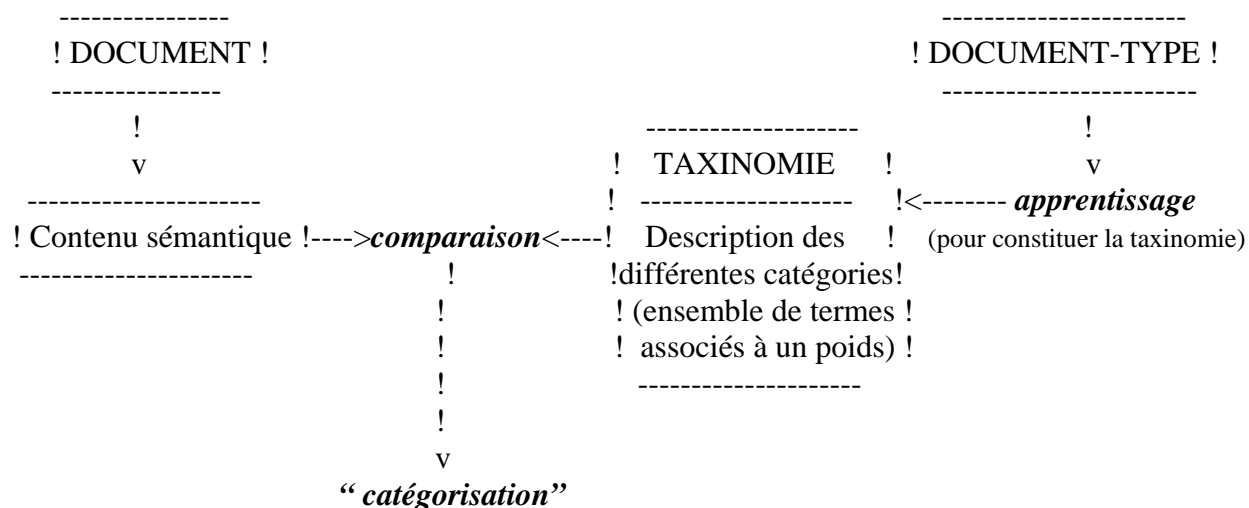 ---------------- -----------------------
! DOCUMENT ! ! DOCUMENT-TYPE !
---------------- ------------------------
! -------------------- !
v ! TAXINOMIE ! v
---------------------- ! -------------------- !<-------- apprentissage
! Contenu sémantique !---->comparaison<----! Description des ! (pour constituer la taxinomie)
---------------------- ! !différentes catégories!
! ! (ensemble de termes !
! ! associés à un poids) !
! ---------------------
!
v
“ catégorisation”